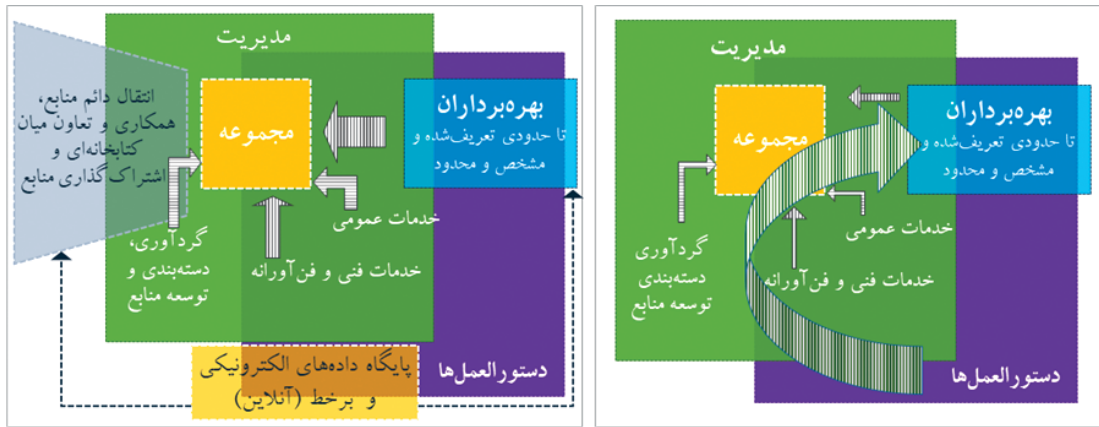 مدیریت
بهره‌برداران
تا حدودی تعریف‌شده و
مشخص و محدود
مجموعه
انتقال دائم منابع،
همکاری و تعاون میان
کتابخانه‌ای و
اشتراک‌گذاری منابع
خدمات عمومی
گردآوری،
دسته‌بندی و
توسعه منابع
خدمات فنی و فن‌آورانه
پایگاه داده‌های الکترونیکی
و برخط (آنلاین)
دستورالعمل‌ها
مدیریت
بهره‌برداران
تا حدودی تعریف‌شده و
مشخص و محدود
مجموعه
خدمات عمومی
گردآوری
دسته‌بندی
توسعه منابع
خدمات فنی و فن‌آورانه
دستورالعمل‌ها